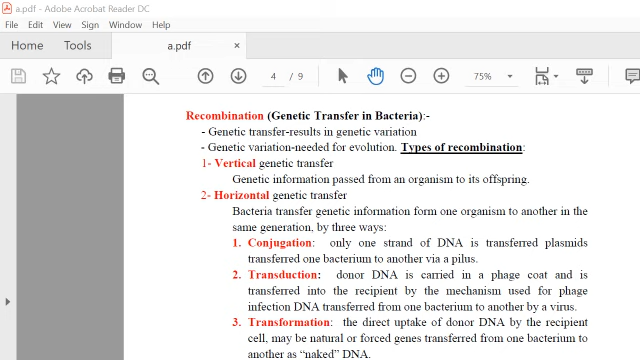 a.pdf - Adobe Acrobat Reader DC
File Edit View Sign Window Help
Home Tools a.pdf ×
4 / 9 75%
Recombination (Genetic Transfer in Bacteria):-
- Genetic transfer-results in genetic variation
- Genetic variation-needed for evolution. Types of recombination:
1- Vertical genetic transfer
Genetic information passed from an organism to its offspring.
2- Horizontal genetic transfer
Bacteria transfer genetic information form one organism to another in the
same generation, by three ways:
1. Conjugation: only one strand of DNA is transferred plasmids
transferred one bacterium to another via a pilus.
2. Transduction: donor DNA is carried in a phage coat and is
transferred into the recipient by the mechanism used for phage
infection DNA transferred from one bacterium to another by a virus.
3. Transformation: the direct uptake of donor DNA by the recipient
cell, may be natural or forced genes transferred from one bacterium to
another as “naked” DNA.